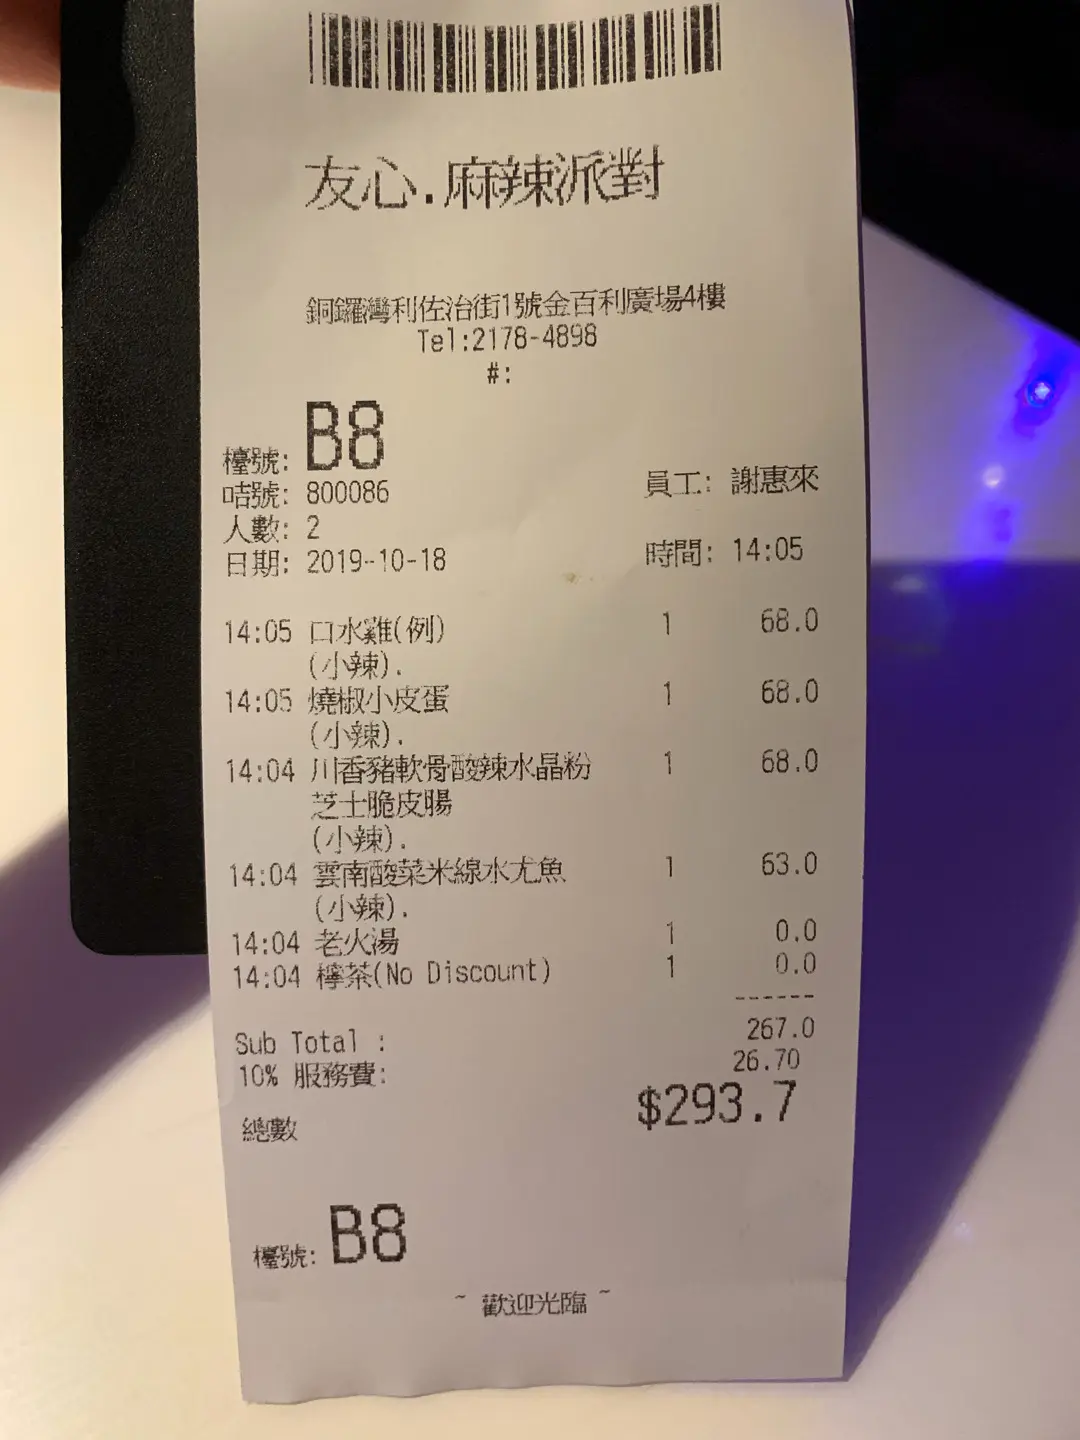 友心.麻辣派對
銅鑼灣利佐治街1號金百利廣場4樓
Tel:2178-4898
#:
檯號: B8
咭號: 800086 員工: 謝惠來
人數: 2
日期: 2019-10-18 時間: 14:05
14:05 口水雞(例) 1 68.0
(小辣).
14:05 燒椒小皮蛋 1 68.0
(小辣).
14:04 川香豬軟骨酸辣水晶粉 1 68.0
芝士脆皮腸
(小辣).
14:04 雲南酸菜米線水尤魚 1 63.0
(小辣).
14:04 老火湯 1 0.0
14:04 檸茶(No Discount) 1 0.0
------
Sub Total : 267.0
10% 服務費: 26.70
總數 $293.7
檯號: B8
~ 歡迎光臨 ~